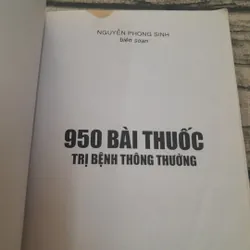 NGUYỄN PHONG SINH
biên soạn
950 BÀI THUỐC
TRỊ BỆNH THÔNG THƯỜNG